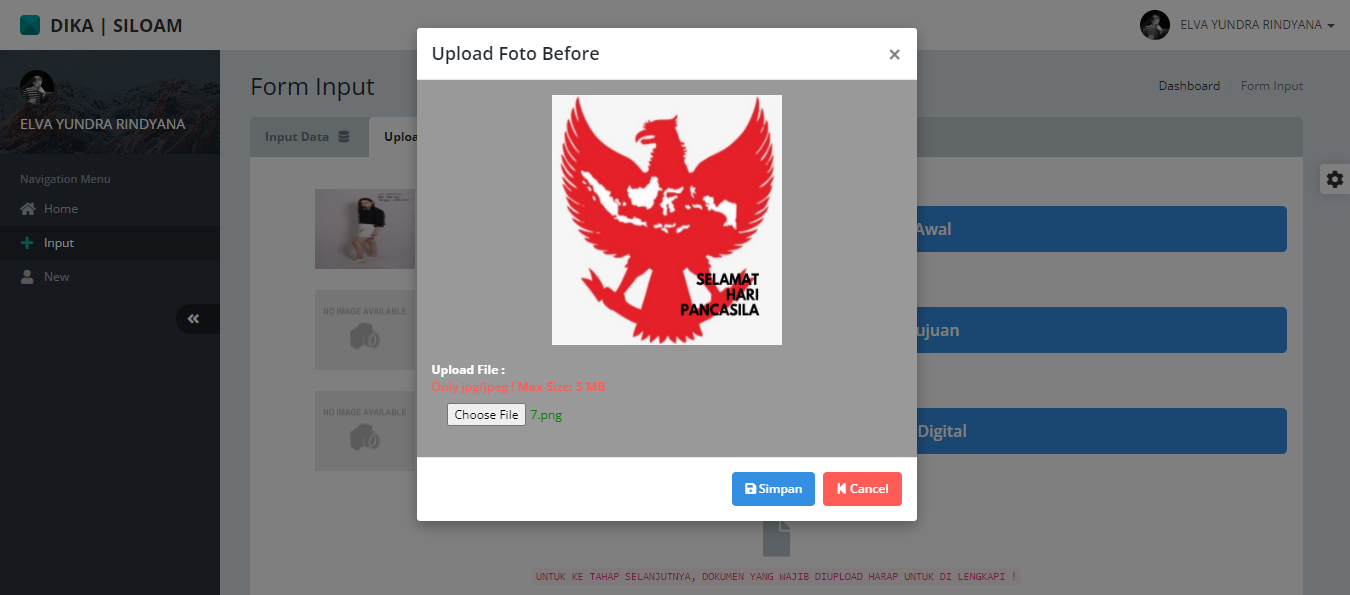 DIKA | SILOAM
ELVA YUNDRA RINDYANA
ELVA YUNDRA RINDYANA
Navigation Menu
Home
Input
New
Form Input
Dashboard / Form Input
Input Data
Uploa
Upload Foto Before
×
SELAMAT
HARI
PANCASILA
Upload File :
Only jpg/jpeg ! Max Size: 5 MB
Choose File 7.png
Simpan
Cancel
NO IMAGE AVAILABLE
NO IMAGE AVAILABLE
Awal
ujuan
Digital
UNTUK KE TAHAP SELANJUTNYA, DOKUMEN YANG WAJIB DIUPLOAD HARAP UNTUK DI LENGKAPI !